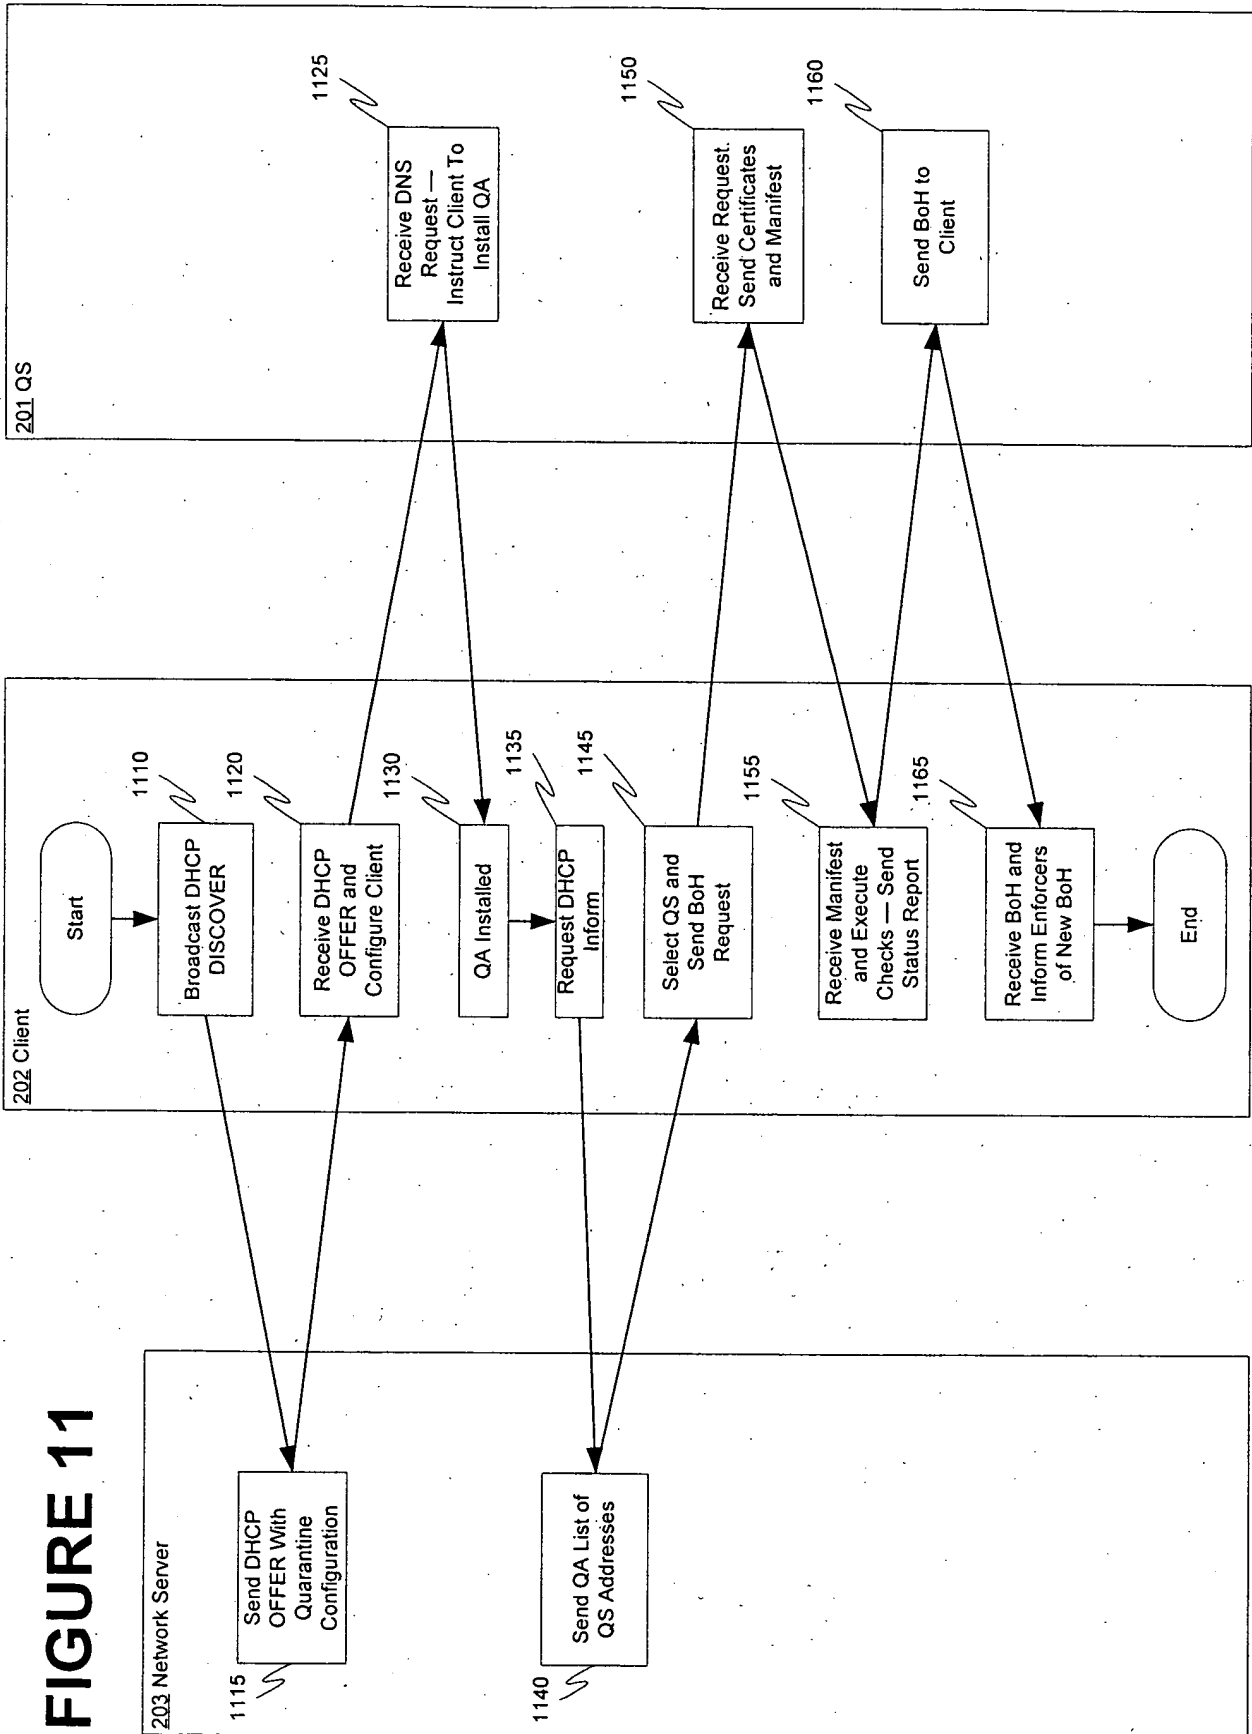 FIGURE 11
203 Network Server
1115
Send DHCP
OFFER With
Quarantine
Configuration
1140
Send QA List of
QS Addresses
202 Client
Start
1110
Broadcast DHCP
DISCOVER
1120
Receive DHCP
OFFER and
Configure Client
1130
QA Installed
1135
Request DHCP
Inform
1145
Select QS and
Send BoH
Request
1155
Receive Manifest
and Execute
Checks — Send
Status Report
1165
Receive BoH and
Inform Enforcers
of New BoH
End
201 QS
1125
Receive DNS
Request —
Instruct Client To
Install QA
1150
Receive Request.
Send Certificates
and Manifest
1160
Send BoH to
Client